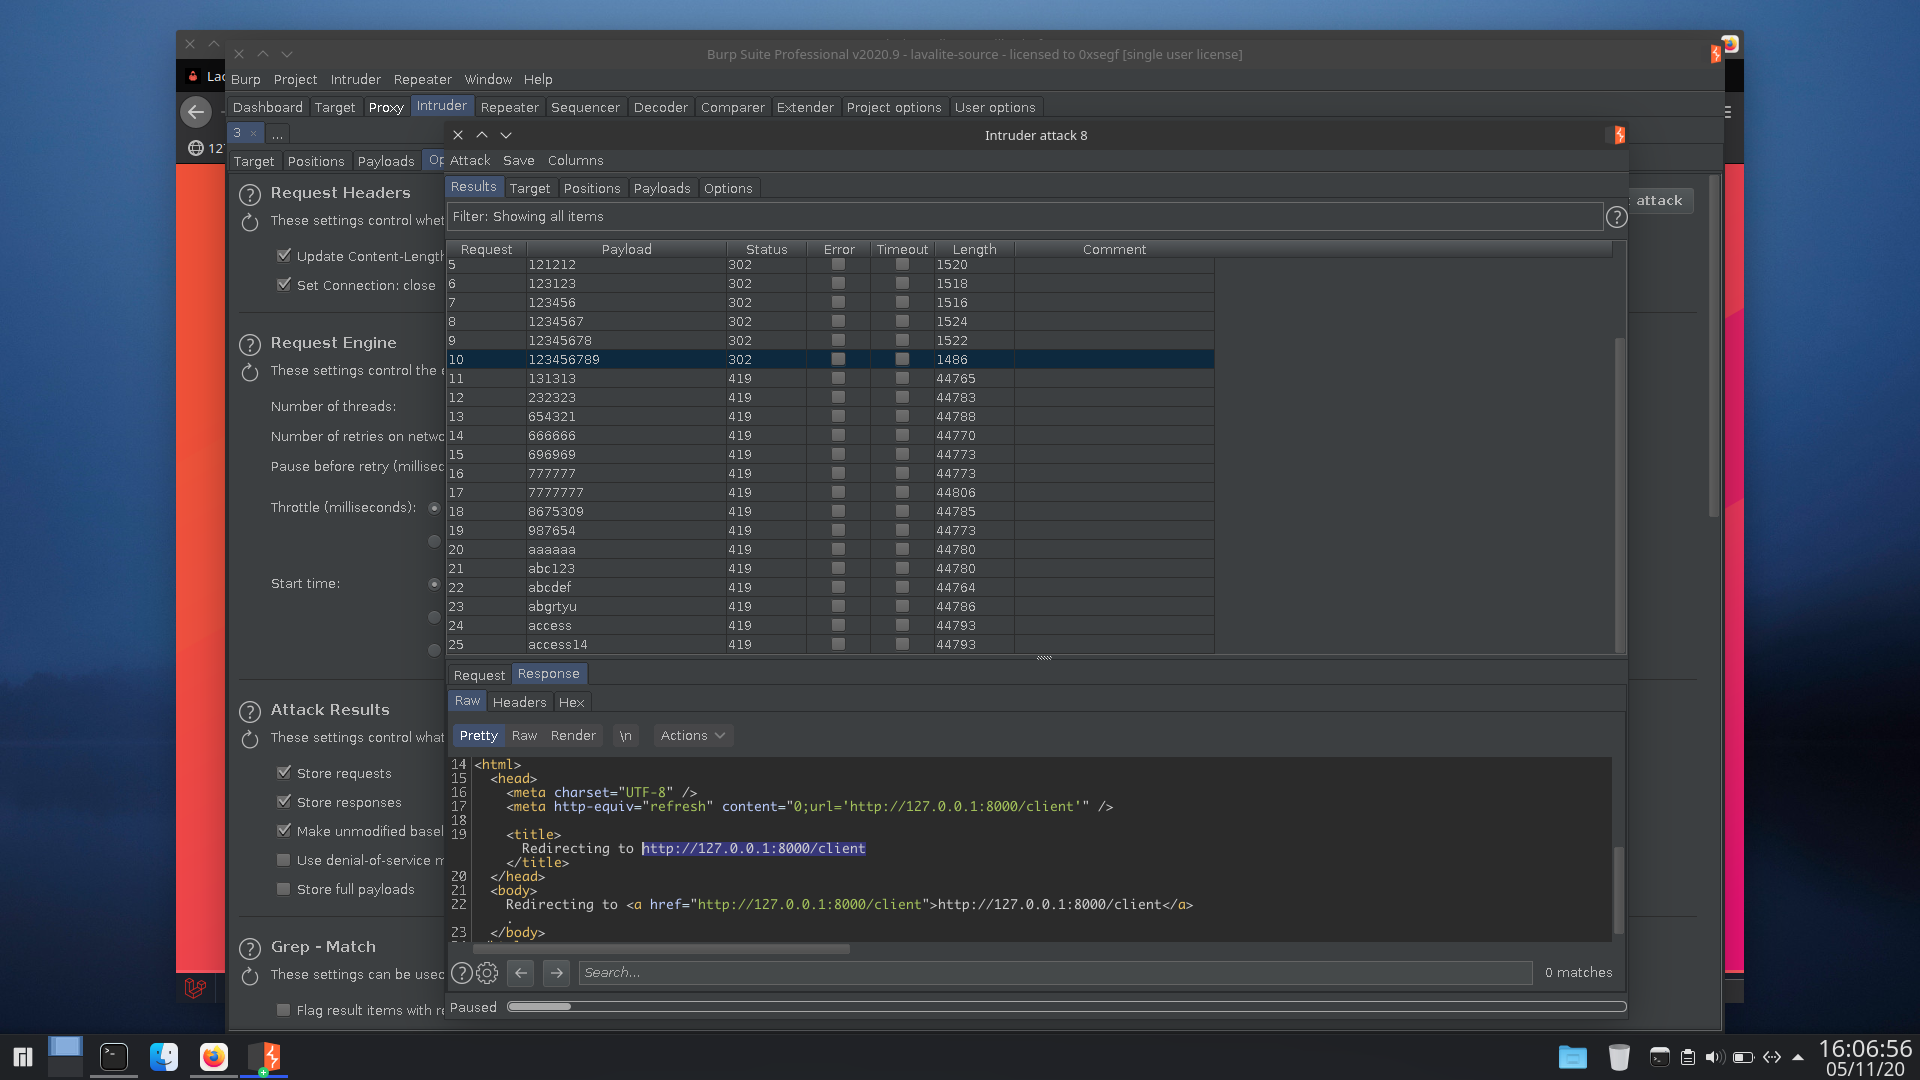 Burp Suite Professional v2020.9 - lavalite-source - licensed to 0xsegf [single user license]
Burp Project Intruder Repeater Window Help
Dashboard Target Proxy Intruder Repeater Sequencer Decoder Comparer Extender Project options User options
3 × ...
Target Positions Payloads Op
Intruder attack 8
Attack Save Columns
Results Target Positions Payloads Options
Filter: Showing all items
attack
Request Headers
These settings control whet
Update Content-Length
Set Connection: close
Request Engine
These settings control the e
Number of threads:
Number of retries on netwo
Pause before retry (millisec
Throttle (milliseconds):
Start time:
Attack Results
These settings control what
Store requests
Store responses
Make unmodified basel
Use denial-of-service m
Store full payloads
Grep - Match
These settings can be used
Flag result items with re
Request Payload Status Error Timeout Length Comment
5 121212 302 1520
6 123123 302 1518
7 123456 302 1516
8 1234567 302 1524
9 12345678 302 1522
10 123456789 302 1486
11 131313 419 44765
12 232323 419 44783
13 654321 419 44788
14 666666 419 44770
15 696969 419 44773
16 777777 419 44773
17 7777777 419 44806
18 8675309 419 44785
19 987654 419 44773
20 aaaaaa 419 44780
21 abc123 419 44780
22 abcdef 419 44764
23 abgrtyu 419 44786
24 access 419 44793
25 access14 419 44793
Request Response
Raw Headers Hex
Pretty Raw Render \n Actions
14 <html>
15 <head>
16 <meta charset="UTF-8" />
17 <meta http-equiv="refresh" content="0;url='http://127.0.0.1:8000/client'" />
18
19 <title>
Redirecting to http://127.0.0.1:8000/client
</title>
20 </head>
21 <body>
22 Redirecting to <a href="http://127.0.0.1:8000/client">http://127.0.0.1:8000/client</a>
.
23 </body>
Search...
0 matches
Paused
16:06:56
05/11/20